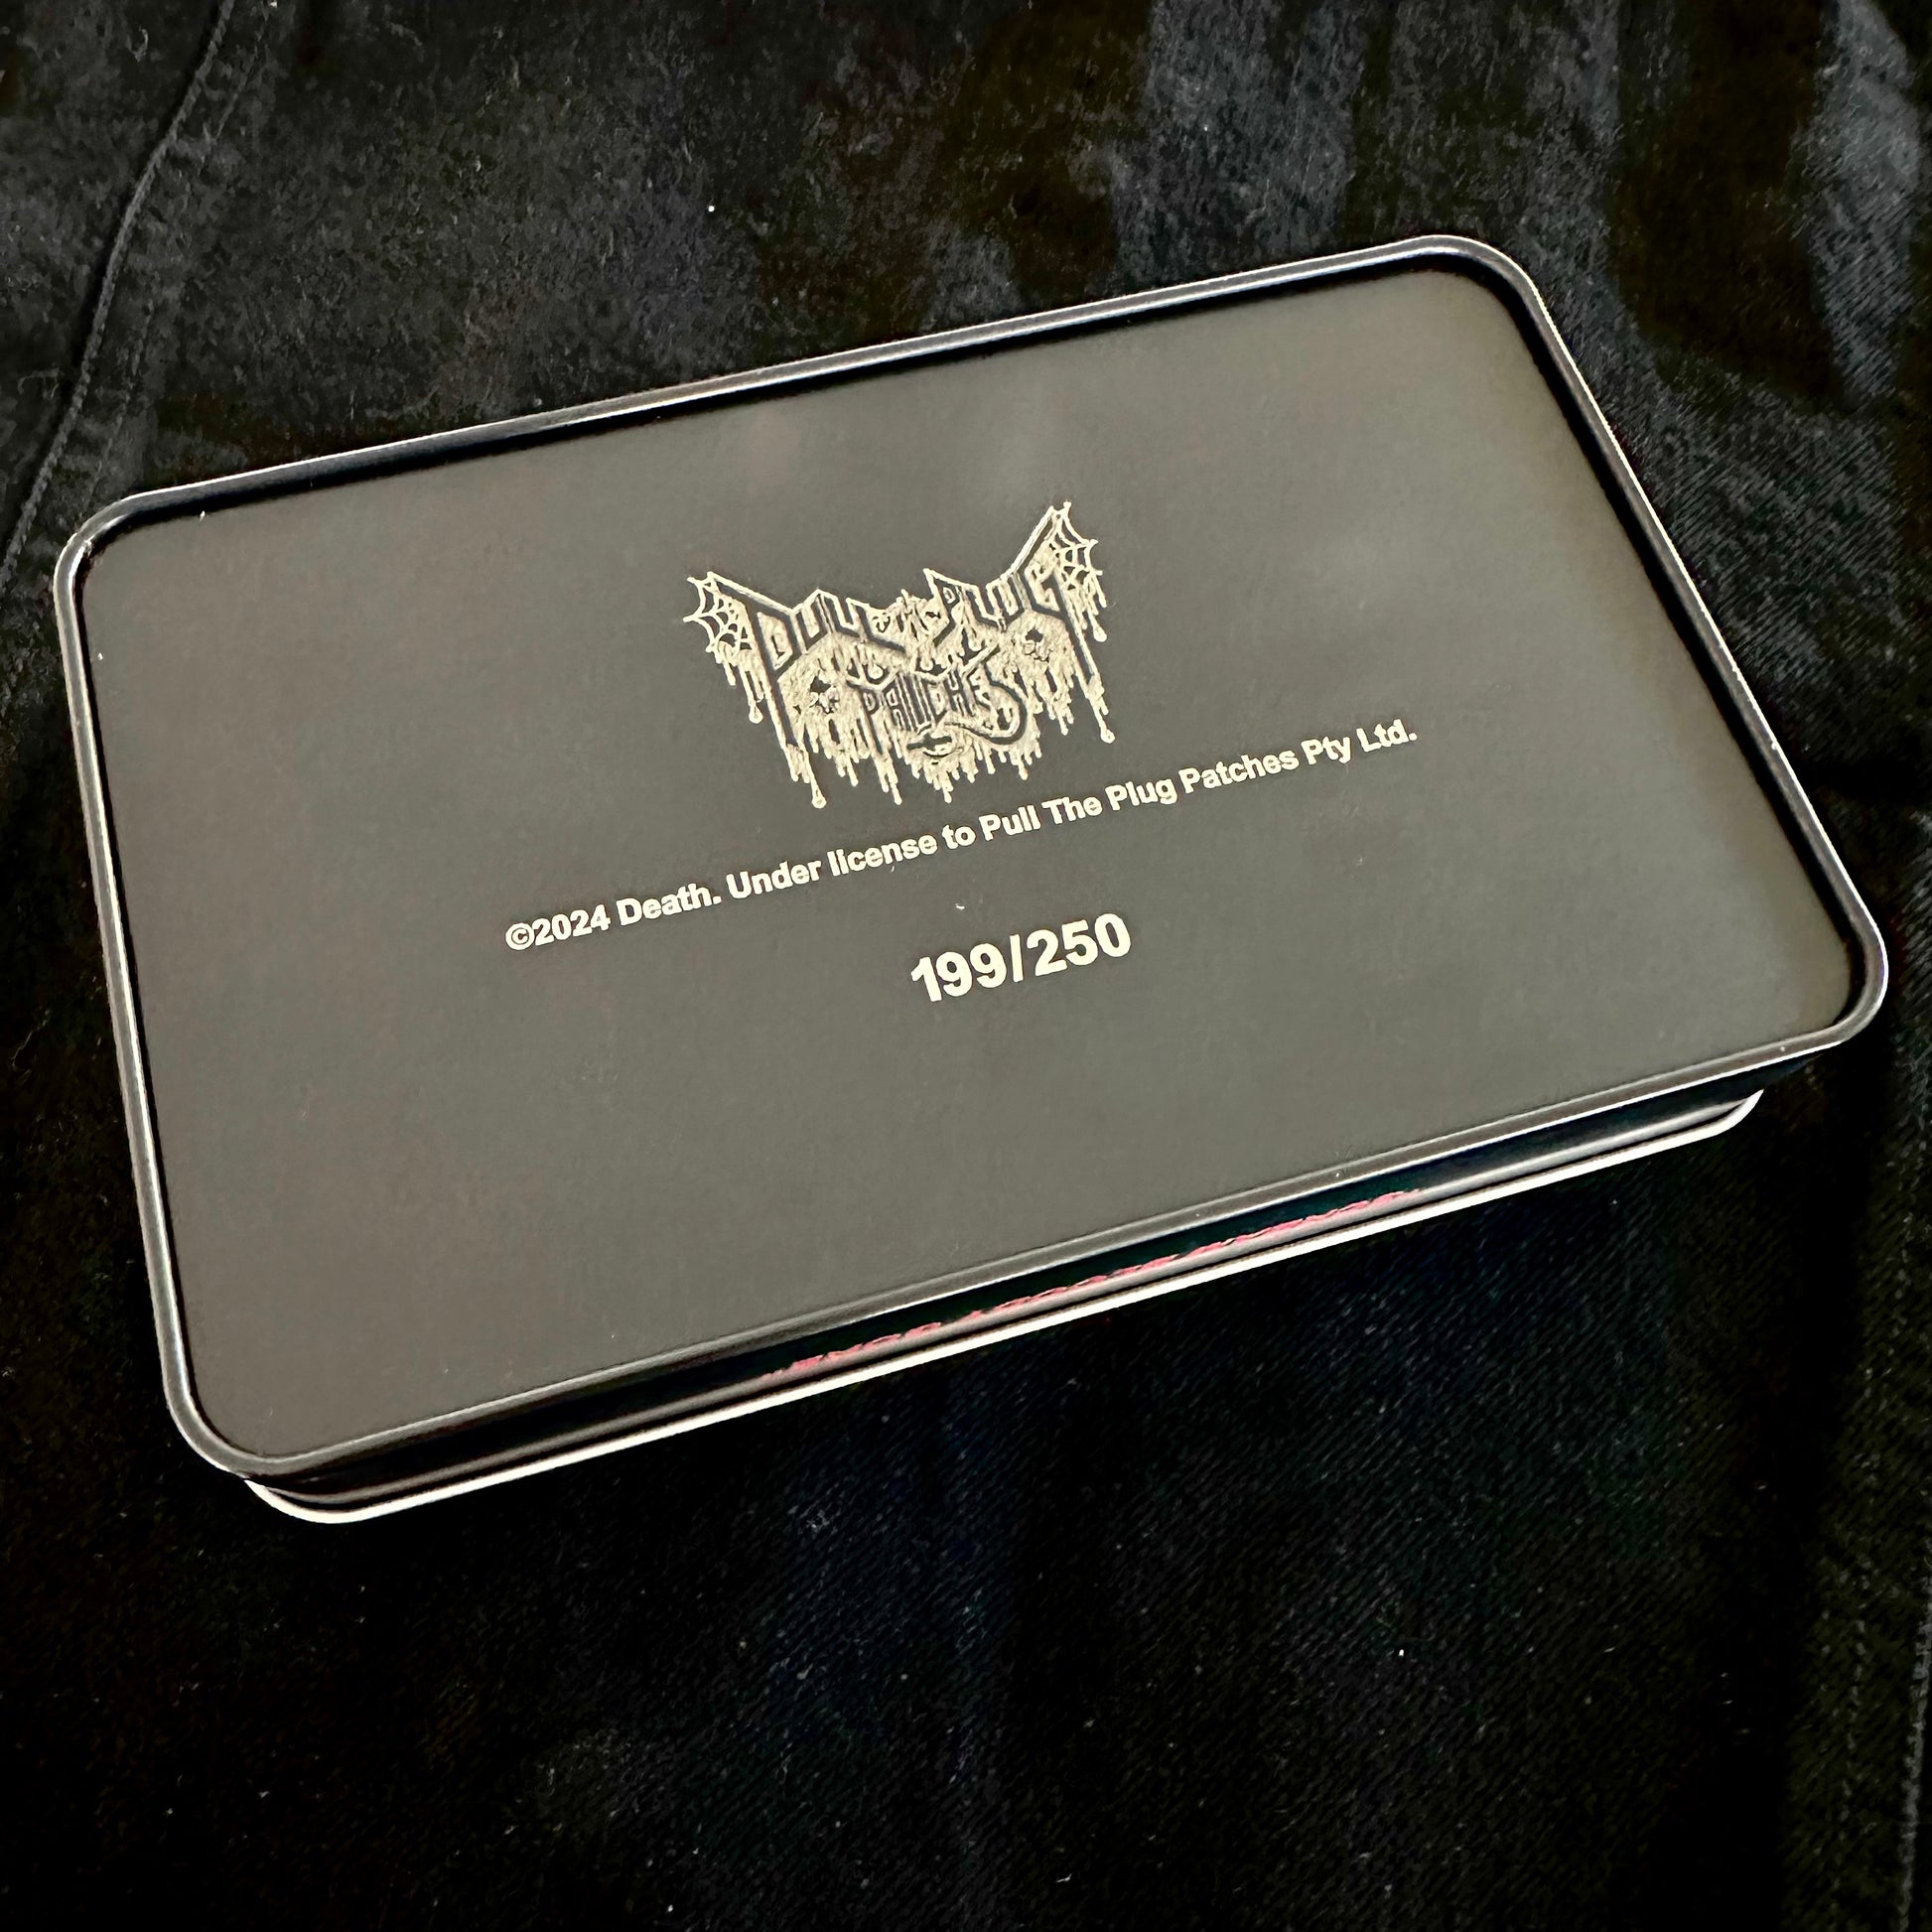 PULL THE PLUG
PATCHES
©2024 Death. Under license to Pull The Plug Patches Pty Ltd.
199/250